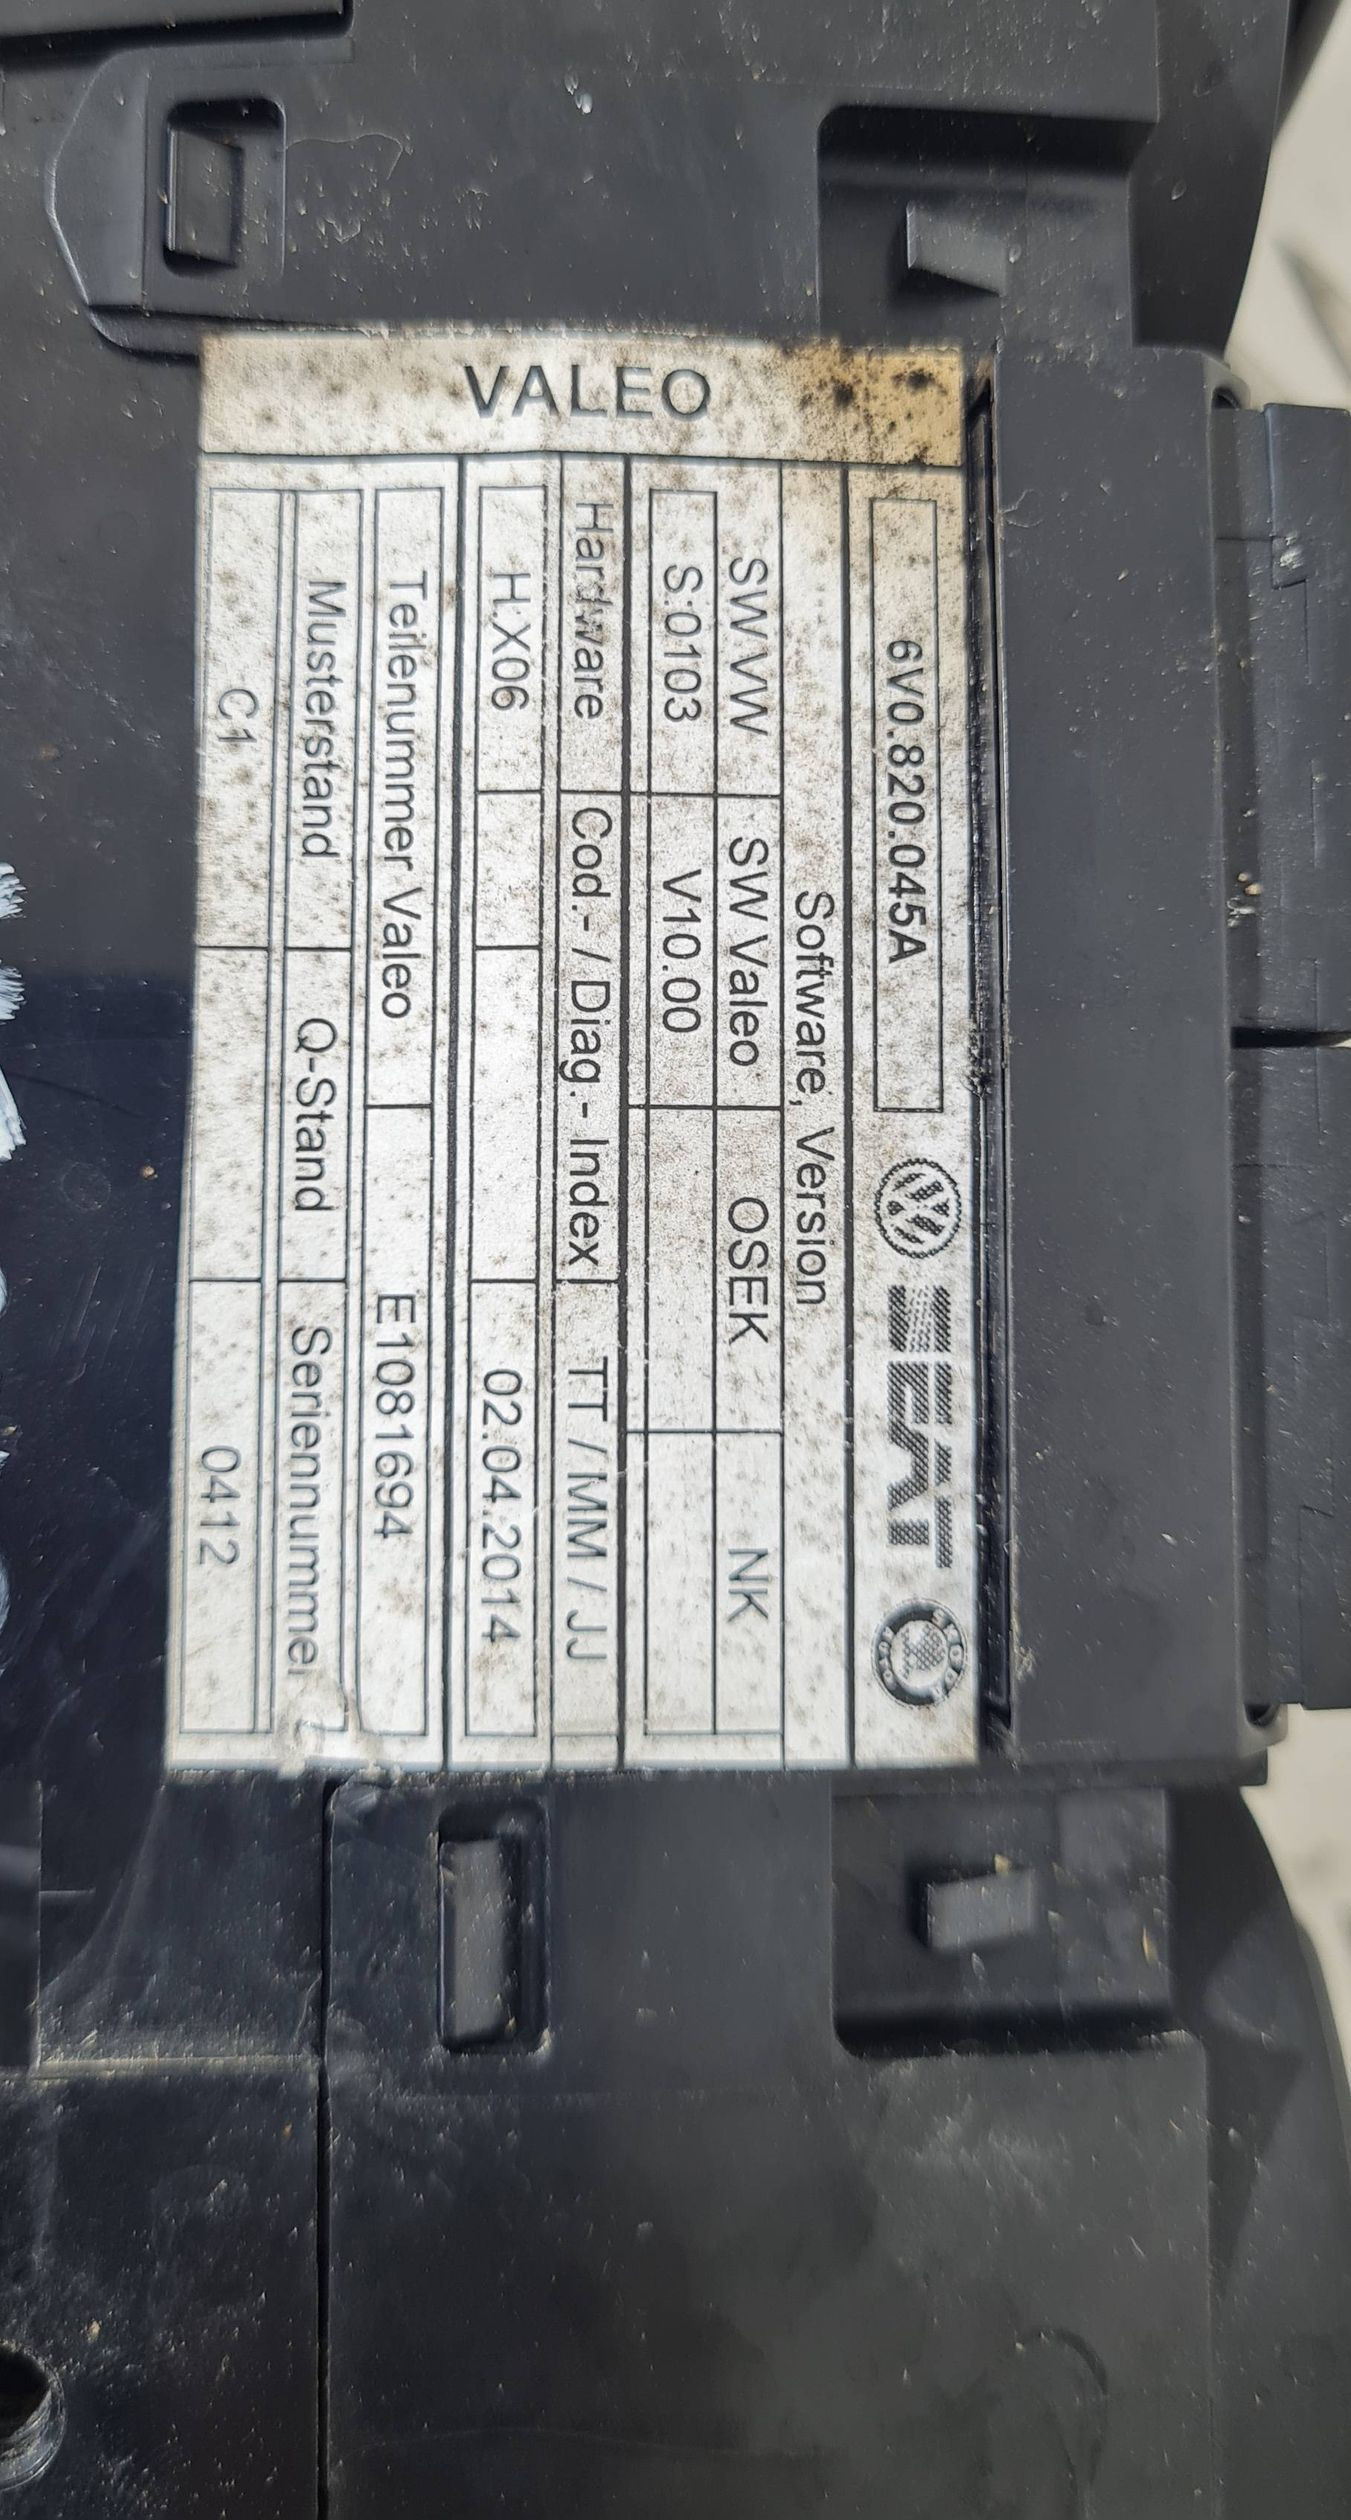 VALEO
6V0.820.045A SEAT
Software, Version
SW VW SW Valeo OSEK NK
S:0103 V10.00
Hardware Cod.- / Diag.- Index TT / MM / JJ
H:X06 02.04.2014
Teilenummer Valeo E1081694
Musterstand Q-Stand Seriennummer
C1 0412